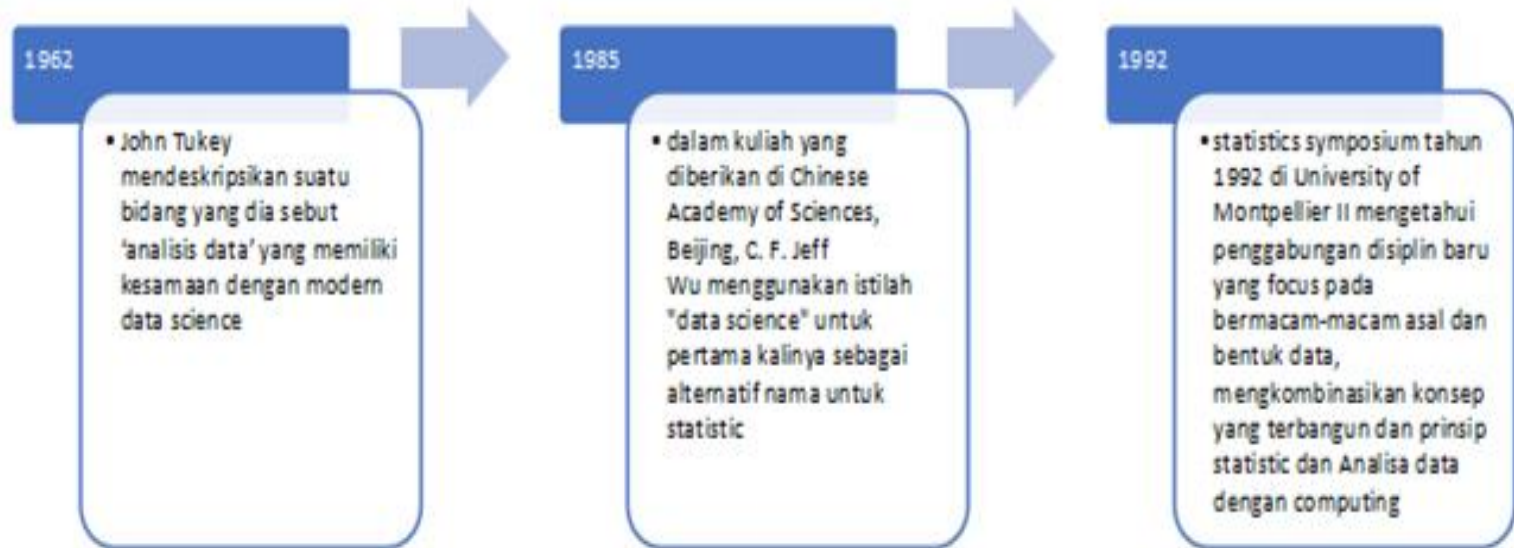 1962
• John Tukey
mendeskripsikan suatu
bidang yang dia sebut
‘analisis data’ yang memiliki
kesamaan dengan modern
data science
1985
• dalam kuliah yang
diberikan di Chinese
Academy of Sciences,
Beijing, C. F. Jeff
Wu menggunakan istilah
"data science" untuk
pertama kalinya sebagai
alternatif nama untuk
statistic
1992
• statistics symposium tahun
1992 di University of
Montpellier II mengetahui
penggabungan disiplin baru
yang focus pada
bermacam-macam asal dan
bentuk data,
mengkombinasikan konsep
yang terbangun dan prinsip
statistic dan Analisa data
dengan computing